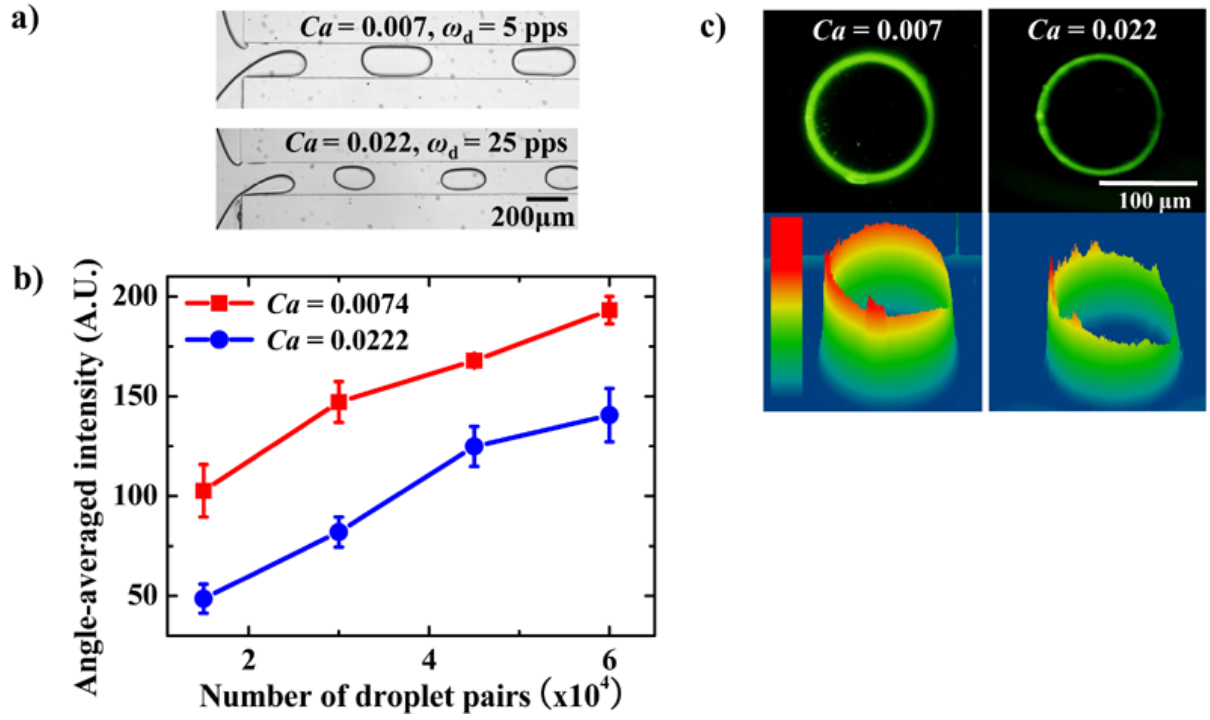 a)
Ca = 0.007, ωd = 5 pps
Ca = 0.022, ωd = 25 pps
200μm
b)
Angle-averaged intensity (A.U.)
200
150
100
50
Ca = 0.0074
Ca = 0.0222
2
4
6
Number of droplet pairs (x10⁴)
c)
Ca = 0.007
Ca = 0.022
100 μm